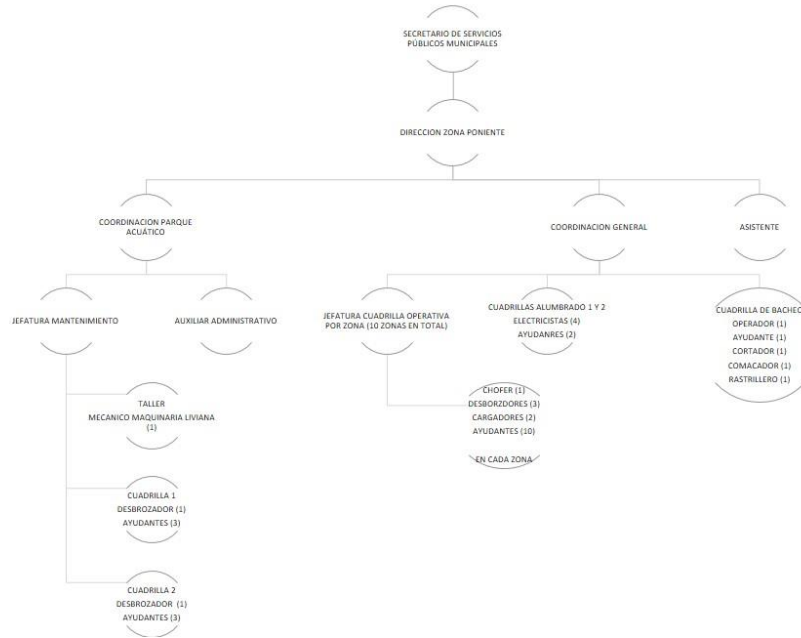 SECRETARIO DE SERVICIOS
PÚBLICOS MUNICIPALES
DIRECCION ZONA PONIENTE
COORDINACION PARQUE
ACUÁTICO
COORDINACION GENERAL
ASISTENTE
JEFATURA MANTENIMIENTO
AUXILIAR ADMINISTRATIVO
JEFATURA CUADRILLA OPERATIVA
POR ZONA (10 ZONAS EN TOTAL)
CUADRILLAS ALUMBRADO 1 Y 2
ELECTRICISTAS (4)
AYUDANRES (2)
CUADRILLA DE BACHEO
OPERADOR (1)
AYUDANTE (1)
CORTADOR (1)
COMACADOR (1)
RASTRILLERO (1)
TALLER
MECANICO MAQUINARIA LIVIANA
(1)
CHOFER (1)
DESBORZDORES (3)
CARGADORES (2)
AYUDANTES (10)
EN CADA ZONA
CUADRILLA 1
DESBROZADOR (1)
AYUDANTES (3)
CUADRILLA 2
DESBROZADOR (1)
AYUDANTES (3)